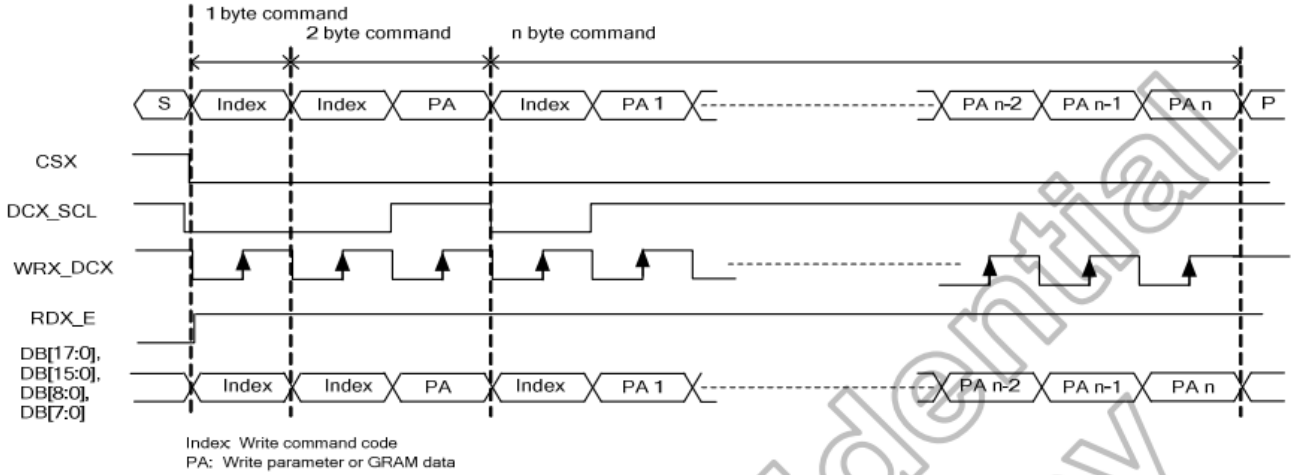 1 byte command
2 byte command
n byte command
S Index Index PA Index PA 1 PA n-2 PA n-1 PA n P
CSX
DCX_SCL
WRX_DCX
RDX_E
DB[17:0],
DB[15:0],
DB[8:0],
DB[7:0]
Index Index PA Index PA 1 PA n-2 PA n-1 PA n
Index: Write command code
PA: Write parameter or GRAM data